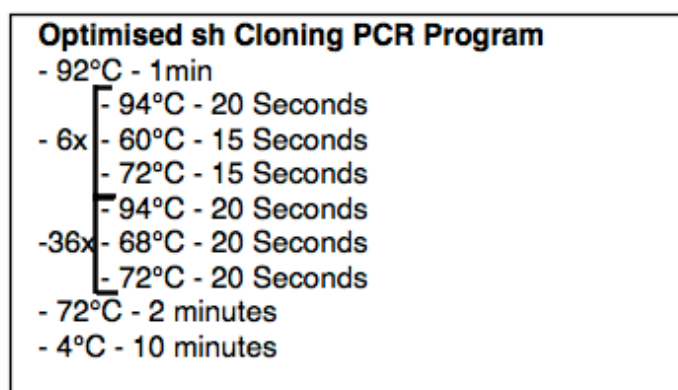 Optimised sh Cloning PCR Program
- 92°C - 1min
- 94°C - 20 Seconds
- 6x - 60°C - 15 Seconds
- 72°C - 15 Seconds
- 94°C - 20 Seconds
-36x - 68°C - 20 Seconds
- 72°C - 20 Seconds
- 72°C - 2 minutes
- 4°C - 10 minutes